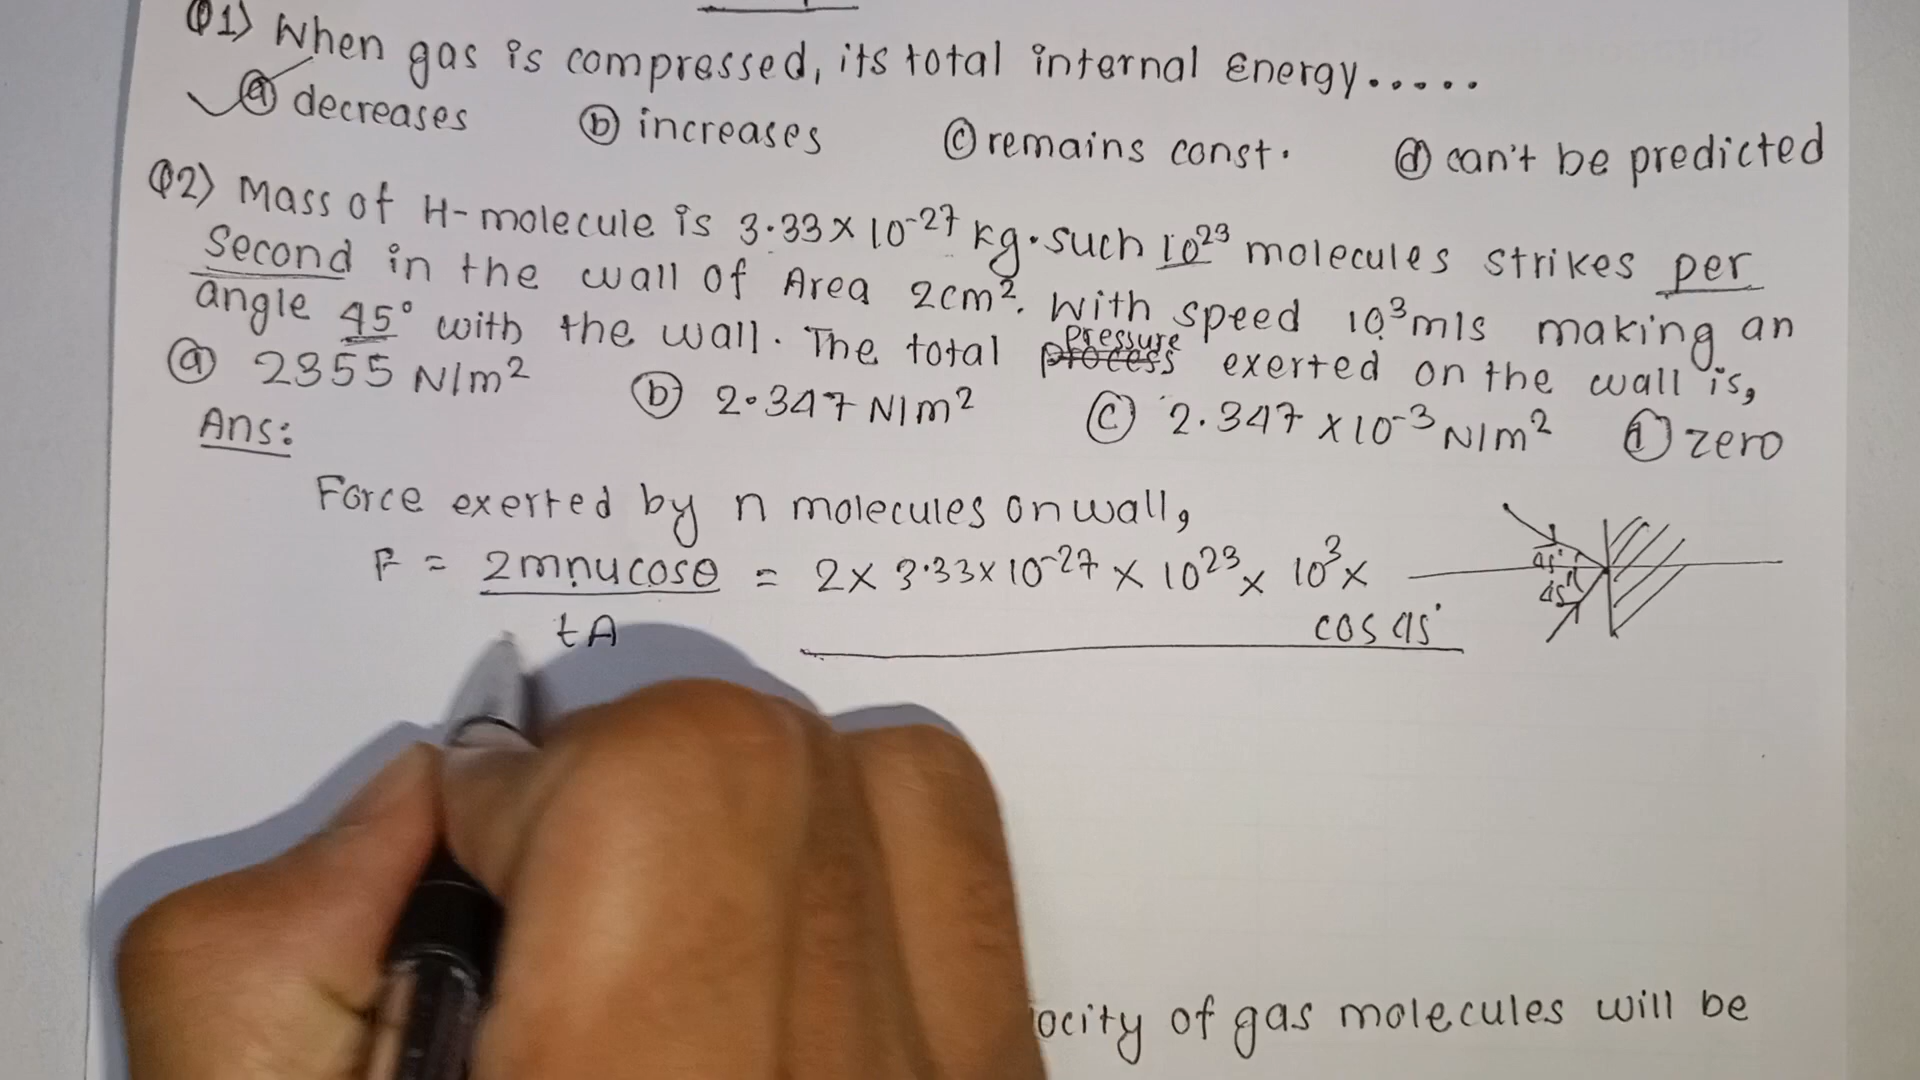 Q1) When gas is compressed, its total internal energy.....
ⓐ decreases ⓑ increases ⓒ remains const. ⓓ can't be predicted
Q2) Mass of H-molecule is 3.33×10⁻²⁷ kg. such 10²³ molecules strikes per
second in the wall of Area 2cm². with speed 10³m/s making an
angle 45° with the wall. The total pressure exerted on the wall is,
ⓐ 2355 N/m² ⓑ 2.347 N/m² ⓒ 2.347 ×10⁻³ N/m² ⓓ zero
Ans:
Force exerted by n molecules on wall,
F = 2mnucosθ = 2× 3.33×10⁻²⁷ × 10²³ × 10³×
tA cos 45°
45°
45°
ocity of gas molecules will be